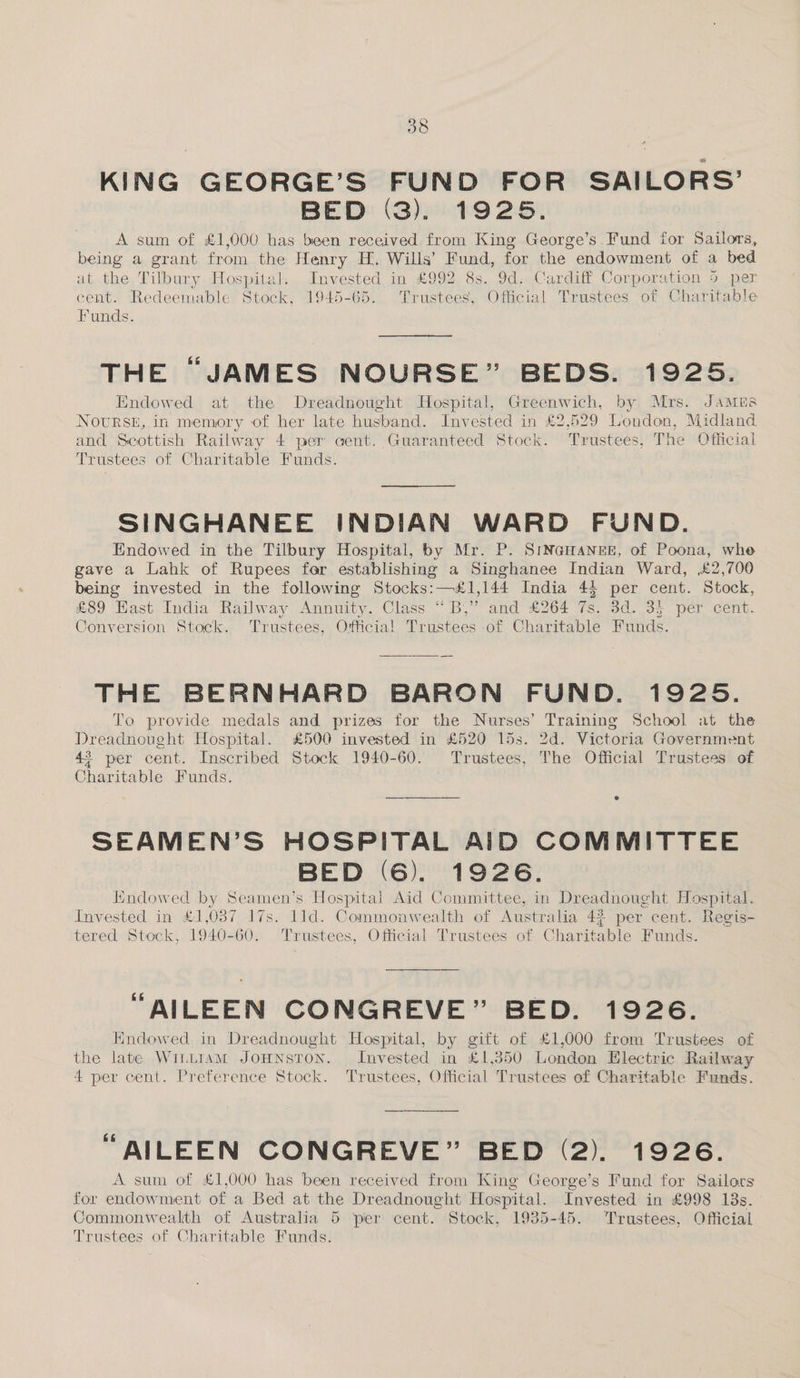 38
KING GEORGE'S FUND FOR SAILORS'
BED (3). 1925.
A sum of £1,000 has been received from King George's Fund for Sailors,
being a grant from the Henry H. Wills' Fund, for the endowment of a bed
at the Tilbury Hospital. Invested in £992 8s. 9d. Cardiff Corporation 5 per
cent. Redeemable Stock, 1945-65. Trustees, Official Trustees of Charitable
Funds.
THE "JAMES NOURSE" BEDS. 1925.
Endowed at the Dreadnought Hospital, Greenwich, by Mrs. JAMES
NOURSE, in memory of her late husband. Invested in £2,529 London, Midland
and Scottish Railway 4 per cent. Guaranteed Stock. Trustees, The Official
Trustees of Charitable Funds.
SINGHANEE INDIAN WARD FUND.
Endowed in the Tilbury Hospital, by Mr. P. SINGHANEE, of Poona, who
gave a Lahk of Rupees for establishing a Singhanee Indian Ward, £2,700
being invested in the following Stocks:—£1,144 India 4½ per cent. Stock,
£89 East India Railway Annuity, Class "B," and £264 7s. 3d. 3½ per cent.
Conversion Stock. Trustees, Official Trustees of Charitable Funds.
THE BERNHARD BARON FUND. 1925.
To provide medals and prizes for the Nurses' Training School at the
Dreadnought Hospital. £500 invested in £520 15s. 2d. Victoria Government
4¾ per cent. Inscribed Stock 1940-60. Trustees, The Official Trustees of
Charitable Funds.
SEAMEN'S HOSPITAL AID COMMITTEE
BED (6). 1926.
Endowed by Seamen's Hospital Aid Committee, in Dreadnought Hospital.
Invested in £1,037 17s. 11d. Commonwealth of Australia 4¾ per cent. Regis-
tered Stock, 1940-60. Trustees, Official Trustees of Charitable Funds.
"AILEEN CONGREVE" BED. 1926.
Endowed in Dreadnought Hospital, by gift of £1,000 from Trustees of
the late WILLIAM JOHNSTON. Invested in £1,350 London Electric Railway
4 per cent. Preference Stock. Trustees, Official Trustees of Charitable Funds.
"AILEEN CONGREVE" BED (2). 1926.
A sum of £1,000 has been received from King George's Fund for Sailors
for endowment of a Bed at the Dreadnought Hospital. Invested in £998 13s.
Commonwealth of Australia 5 per cent. Stock, 1935-45. Trustees, Official
Trustees of Charitable Funds.